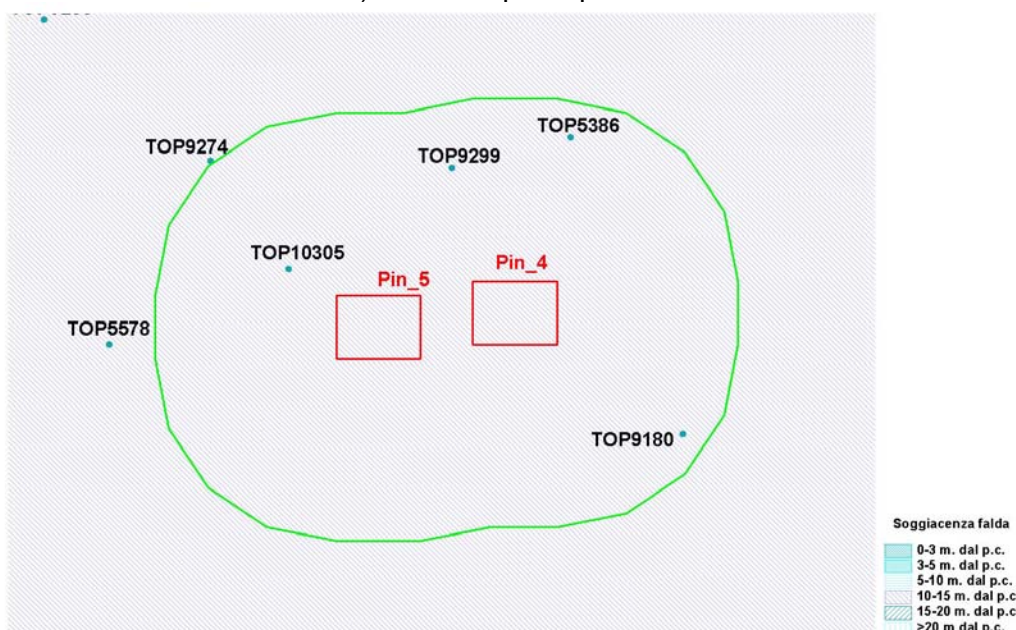 TOP5386
TOP9274
TOP9299
TOP10305
Pin_4
Pin_5
TOP5578
TOP9180
Soggiacenza falda
0-3 m. dal p.c.
3-5 m. dal p.c.
5-10 m. dal p.c.
10-15 m. dal p.c
15-20 m. dal p.c.
>20 m dal p.c.